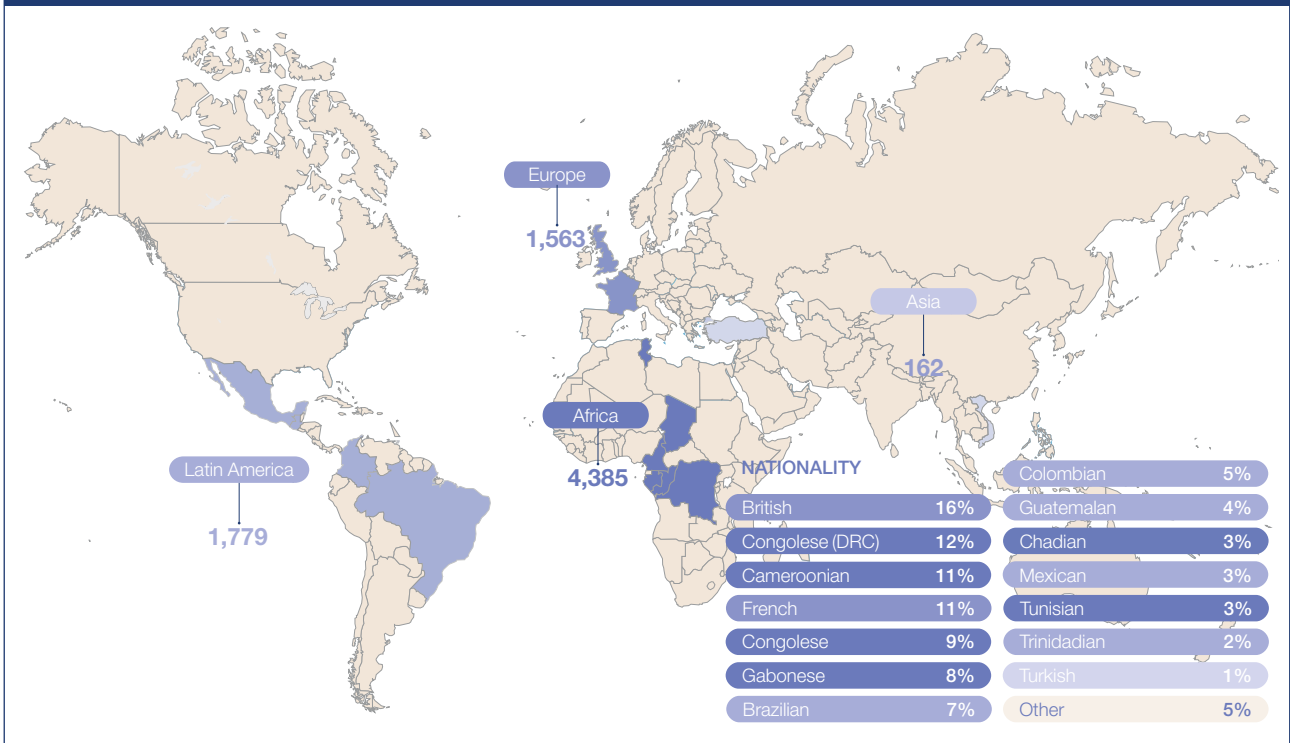 Europe
1,563
Asia
162
Africa
4,385
Latin America
1,779
NATIONALITY
British 16%
Congolese (DRC) 12%
Cameroonian 11%
French 11%
Congolese 9%
Gabonese 8%
Brazilian 7%
Colombian 5%
Guatemalan 4%
Chadian 3%
Mexican 3%
Tunisian 3%
Trinidadian 2%
Turkish 1%
Other 5%